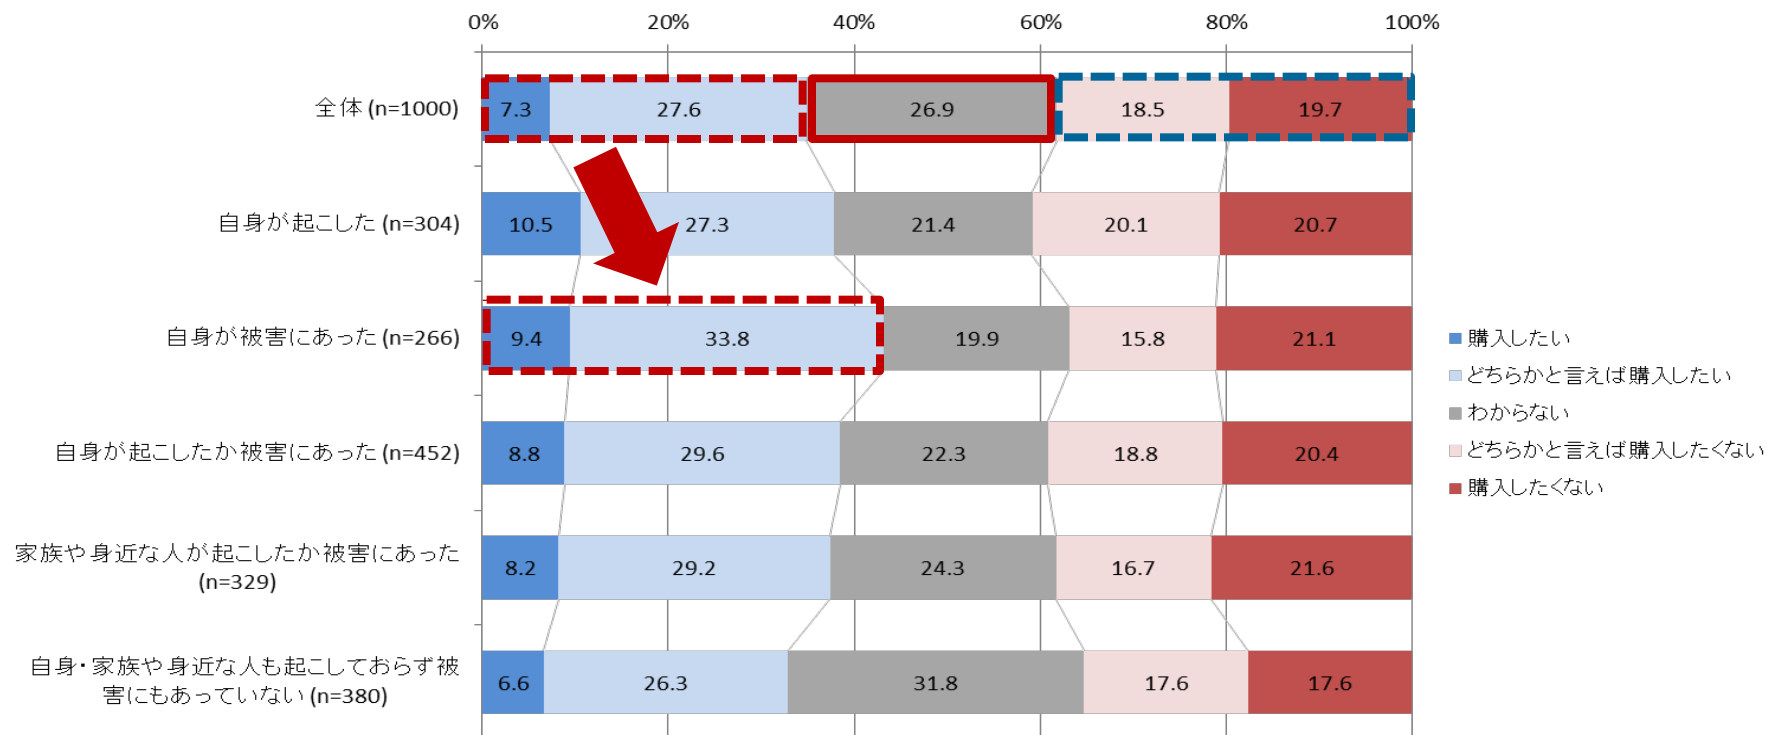 0% 20% 40% 60% 80% 100%
全体 (n=1000) 7.3 27.6 26.9 18.5 19.7
自身が起こした (n=304) 10.5 27.3 21.4 20.1 20.7
自身が被害にあった (n=266) 9.4 33.8 19.9 15.8 21.1
自身が起こしたか被害にあった (n=452) 8.8 29.6 22.3 18.8 20.4
家族や身近な人が起こしたか被害にあった
(n=329) 8.2 29.2 24.3 16.7 21.6
自身・家族や身近な人も起こしておらず被
害にもあっていない (n=380) 6.6 26.3 31.8 17.6 17.6
購入したい
どちらかと言えば購入したい
わからない
どちらかと言えば購入したくない
購入したくない